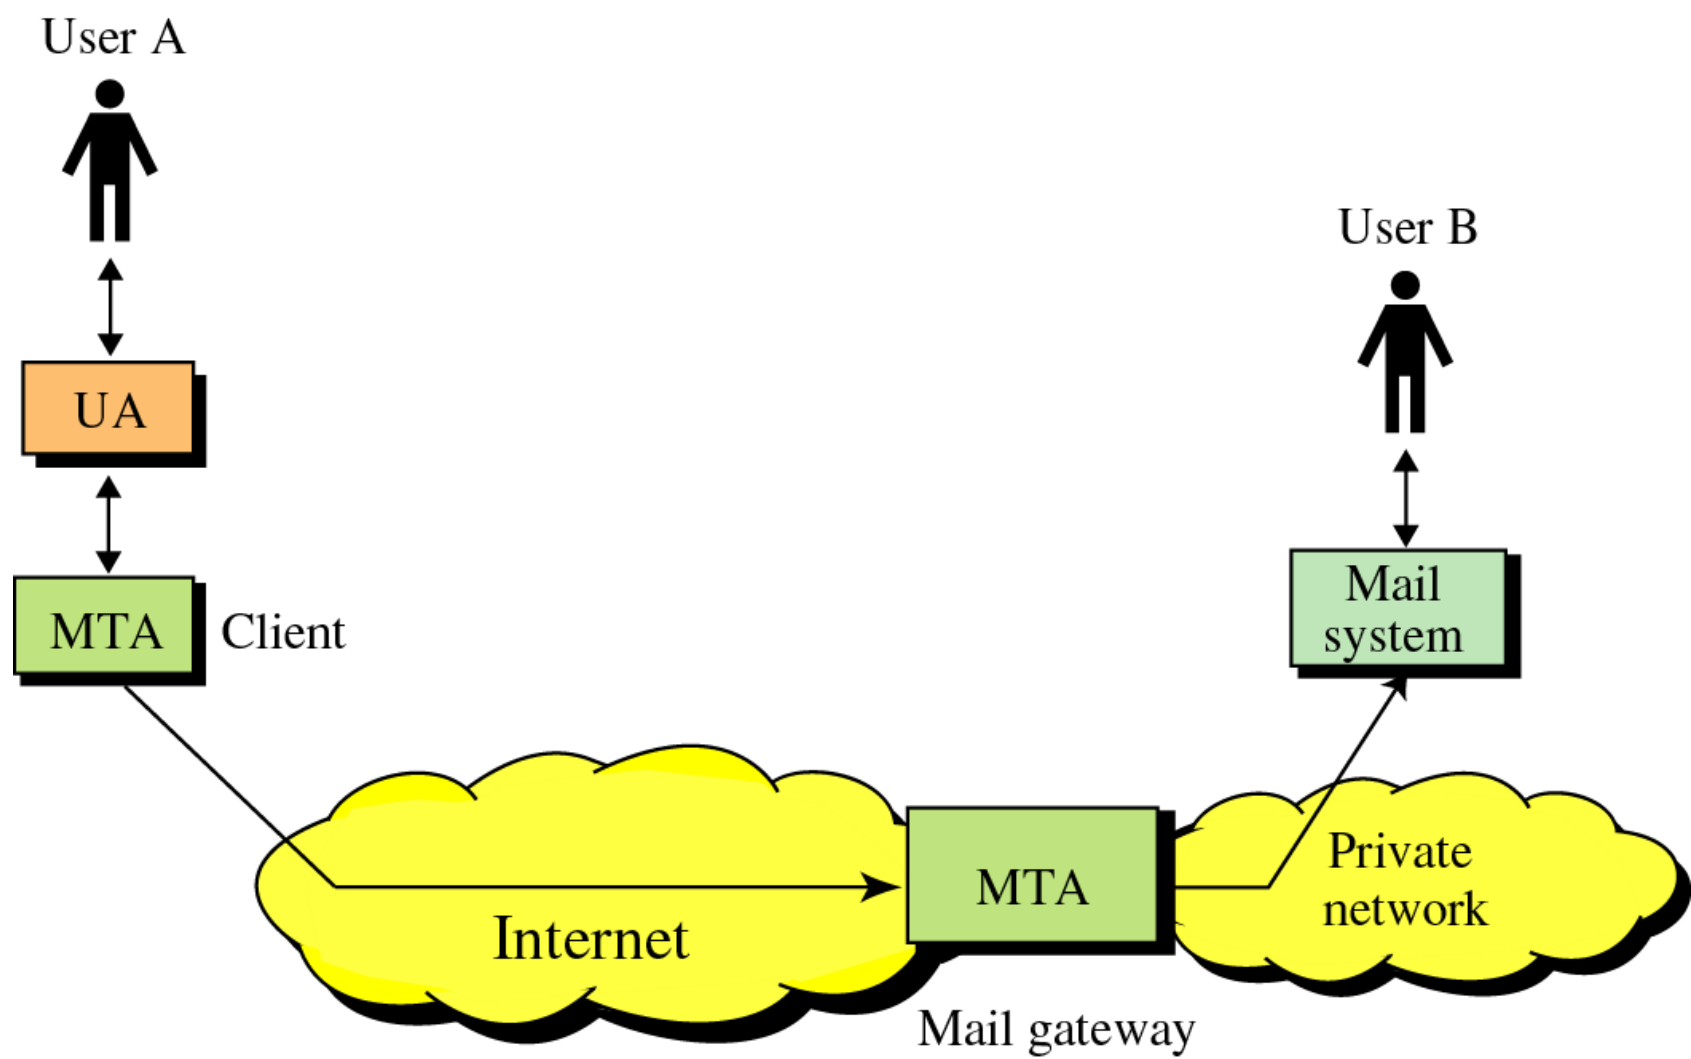 User A
User B
UA
Mail
system
MTA
Client
Private
network
MTA
Internet
Mail gateway